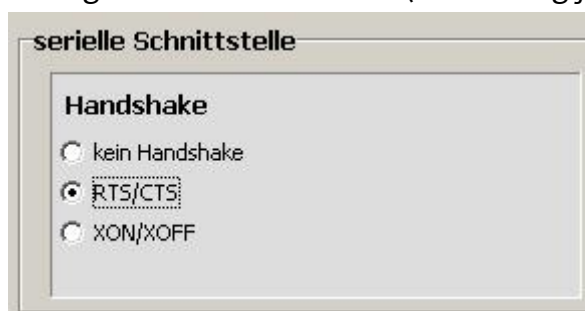 serielle Schnittstelle
Handshake
kein Handshake
RTS/CTS
XON/XOFF